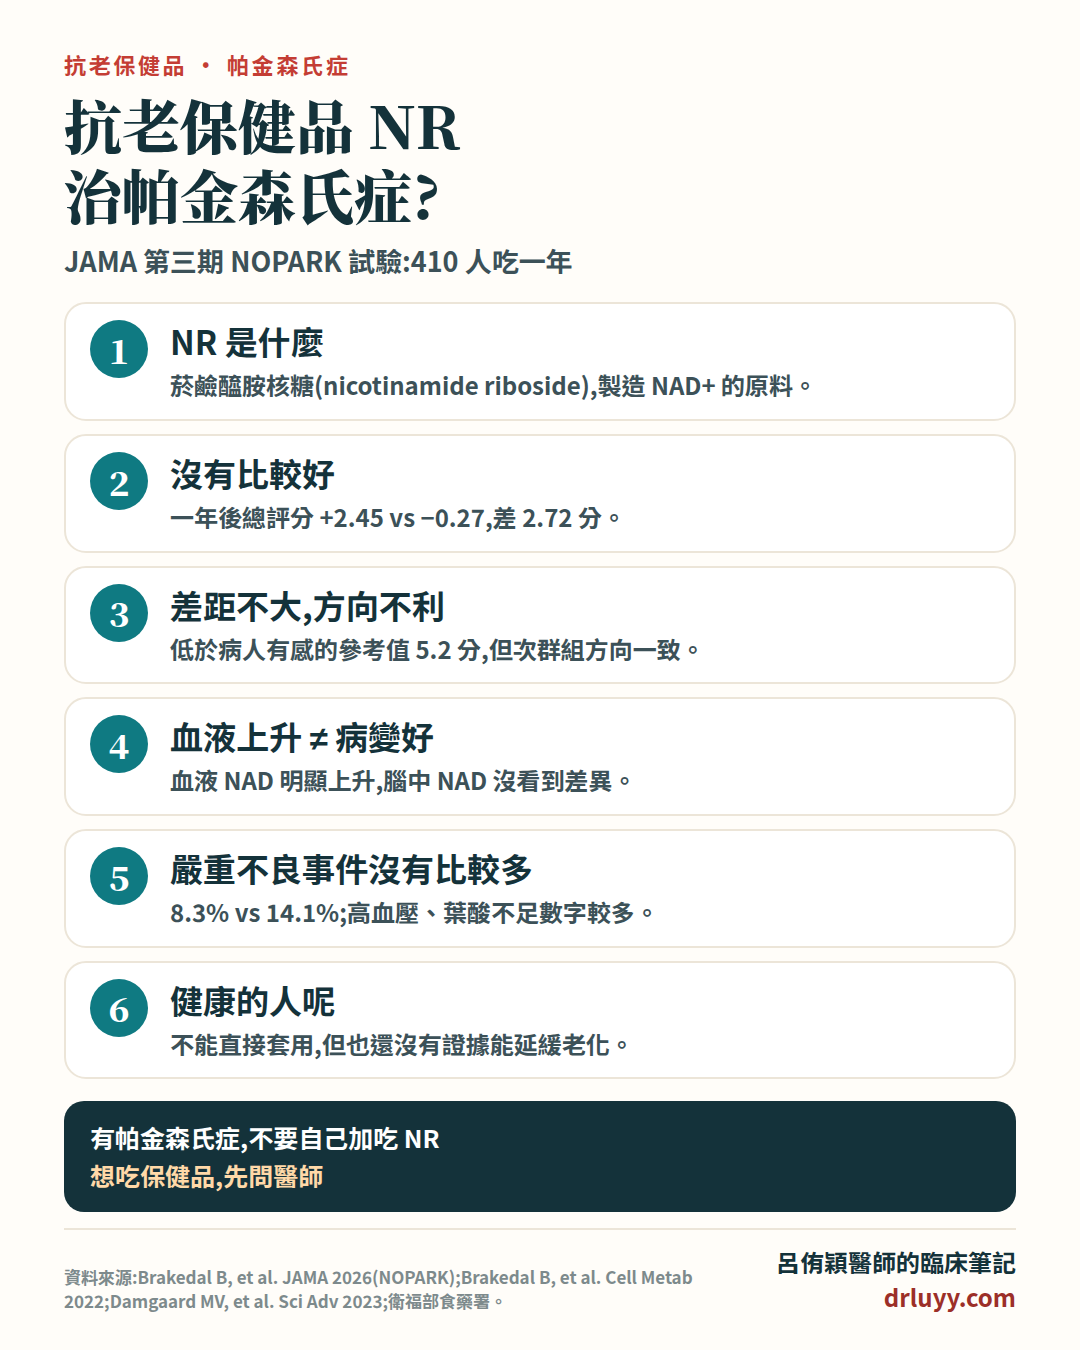 抗老保健品 · 帕金森氏症
抗老保健品 NR
治帕金森氏症?
JAMA 第三期 NOPARK 試驗:410 人吃一年
1
NR 是什麼
菸鹼醯胺核糖(nicotinamide riboside),製造 NAD+ 的原料。
2
沒有比較好
一年後總評分 +2.45 vs −0.27,差 2.72 分。
3
差距不大,方向不利
低於病人有感的參考值 5.2 分,但次群組方向一致。
4
血液上升 ≠ 病變好
血液 NAD 明顯上升,腦中 NAD 沒看到差異。
5
嚴重不良事件沒有比較多
8.3% vs 14.1%;高血壓、葉酸不足數字較多。
6
健康的人呢
不能直接套用,但也還沒有證據能延緩老化。
有帕金森氏症,不要自己加吃 NR
想吃保健品,先問醫師
資料來源:Brakedal B, et al. JAMA 2026(NOPARK);Brakedal B, et al. Cell Metab
2022;Damgaard MV, et al. Sci Adv 2023;衛福部食藥署。
呂侑穎醫師的臨床筆記
drluyy.com